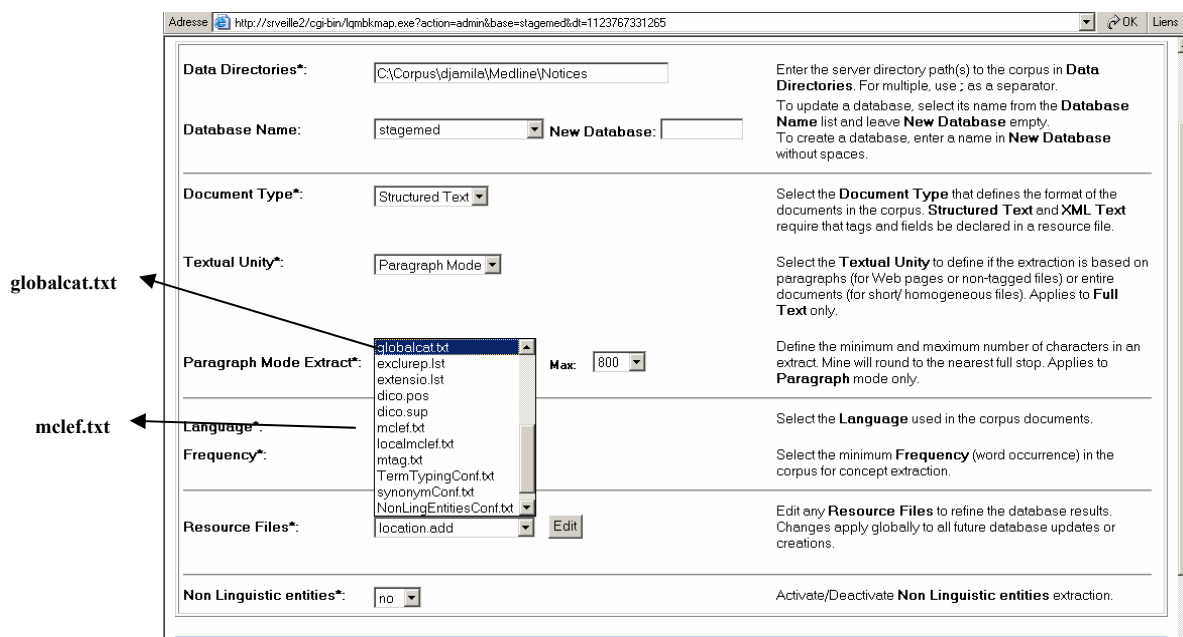 Adresse http://srveille2/cgi-bin/lqmbkmap.exe?action=admin&base=stagemed&dt=1123767331265 OK Liens
Data Directories*: C:\Corpus\djamila\Medline\Notices
Enter the server directory path(s) to the corpus in Data
Directories. For multiple, use ; as a separator.
Database Name: stagemed New Database:
To update a database, select its name from the Database
Name list and leave New Database empty.
To create a database, enter a name in New Database
without spaces.
Document Type*: Structured Text
Select the Document Type that defines the format of the
documents in the corpus. Structured Text and XML Text
require that tags and fields be declared in a resource file.
Textual Unity*: Paragraph Mode
Select the Textual Unity to define if the extraction is based on
paragraphs (for Web pages or non-tagged files) or entire
documents (for short/ homogeneous files). Applies to Full
Text only.
globalcat.txt
Paragraph Mode Extract*: Max: 800
Define the minimum and maximum number of characters in an
extract. Mine will round to the nearest full stop. Applies to
Paragraph mode only.
globalcat.txt
exclurep.lst
extensio.lst
dico.pos
dico.sup
mclef.txt
localmclef.txt
mtag.txt
TermTypingConf.txt
synonymConf.txt
NonLingEntitiesConf.txt
mclef.txt
Language*:
Select the Language used in the corpus documents.
Frequency*:
Select the minimum Frequency (word occurrence) in the
corpus for concept extraction.
Resource Files*: location.add Edit
Edit any Resource Files to refine the database results.
Changes apply globally to all future database updates or
creations.
Non Linguistic entities*: no
Activate/Deactivate Non Linguistic entities extraction.